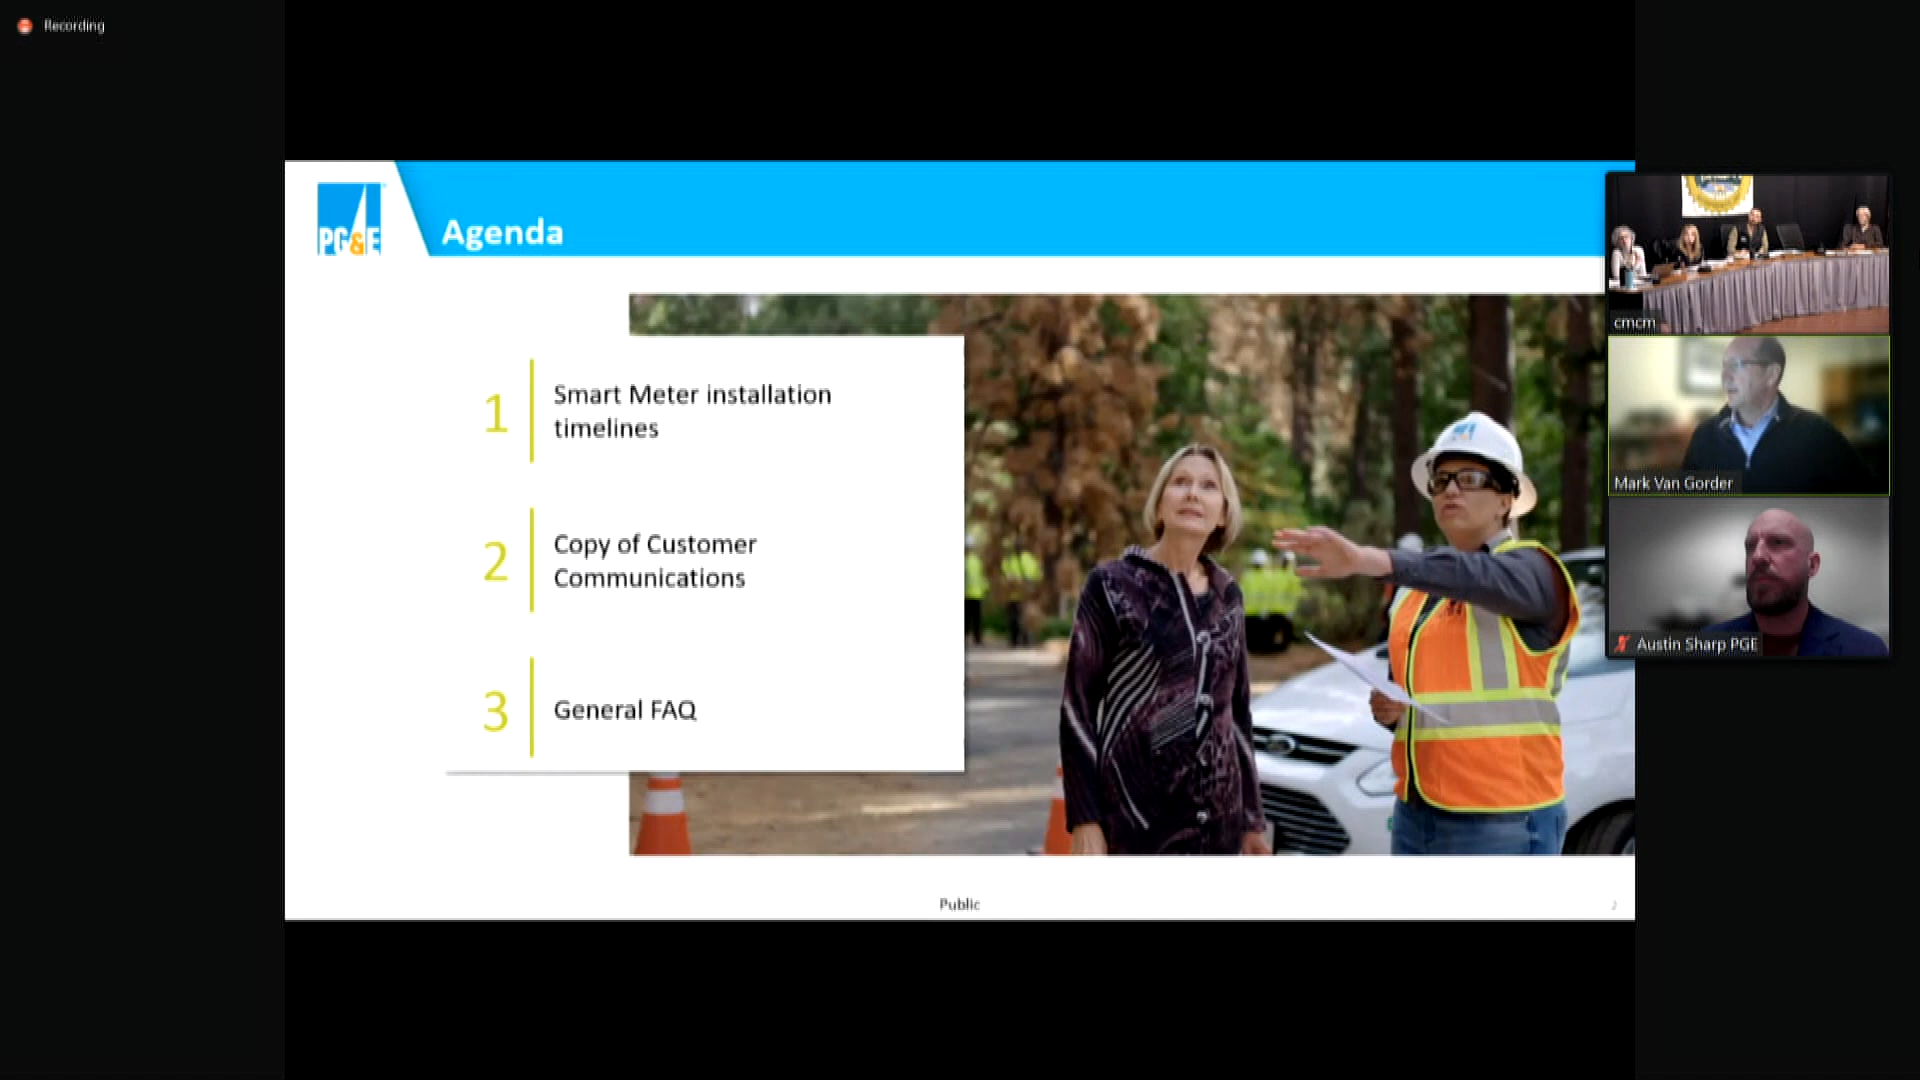 Recording
PG&E
Agenda
1
Smart Meter installation
timelines
2
Copy of Customer
Communications
3
General FAQ
Public
cmcm
Mark Van Gorder
Austin Sharp PGE